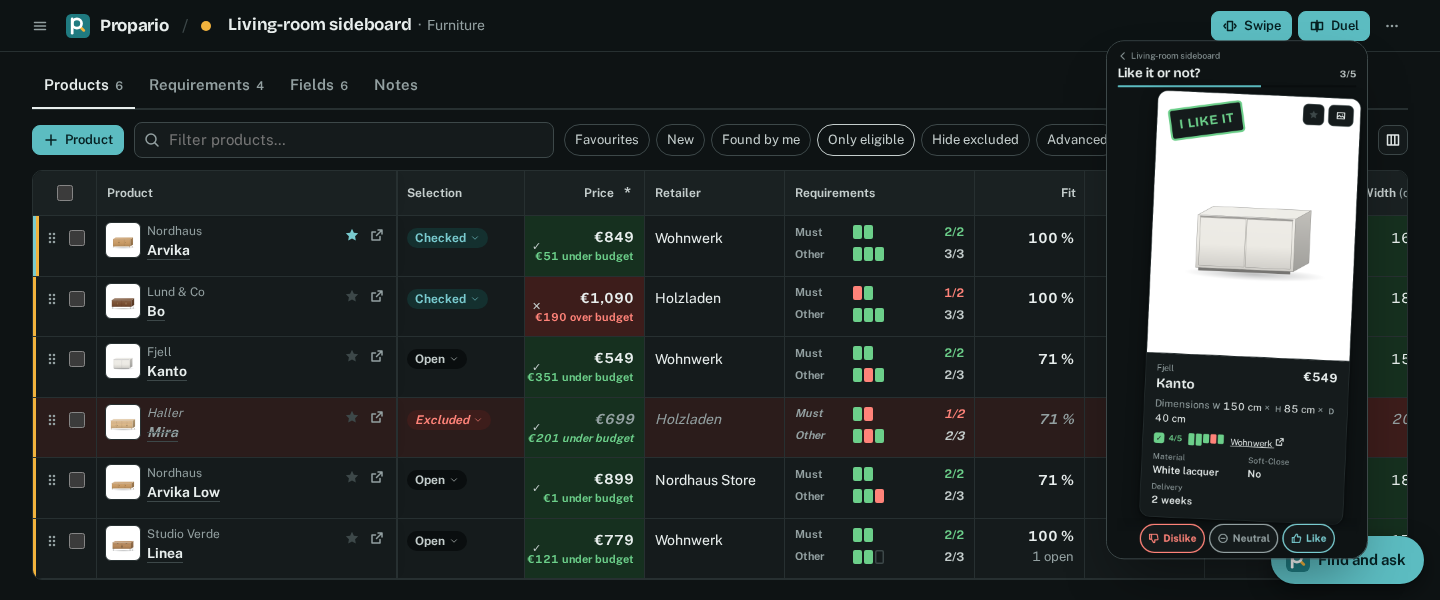 Propario / Living-room sideboard · Furniture
Swipe Duel
Products 6 Requirements 4 Fields 6 Notes
Product Filter products... Favourites New Found by me Only eligible Hide excluded Advanced
Product Selection Price * Retailer Requirements Fit
Nordhaus
Arvika
Checked
✓ €849
€51 under budget
Wohnwerk
Must 2/2
Other 3/3
100 %
Lund & Co
Bo
Checked
✕ €1,090
€190 over budget
Holzladen
Must 1/2
Other 3/3
100 %
Fjell
Kanto
Open
✓ €549
€351 under budget
Wohnwerk
Must 2/2
Other 2/3
71 %
Haller
Mira
Excluded
✓ €699
€201 under budget
Holzladen
Must 1/2
Other 2/3
71 %
Nordhaus
Arvika Low
Open
✓ €899
€1 under budget
Nordhaus Store
Must 2/2
Other 2/3
71 %
Studio Verde
Linea
Open
✓ €779
€121 under budget
Wohnwerk
Must 2/2
Other 2/3
100 %
1 open
Living-room sideboard
Like it or not? 3/5
I LIKE IT
Fjell
Kanto €549
Dimensions W 150 cm × H 85 cm × D
40 cm
4/5 Wohnwerk
Material Soft-Close
White lacquer No
Delivery
2 weeks
Dislike Neutral Like
Find and ask